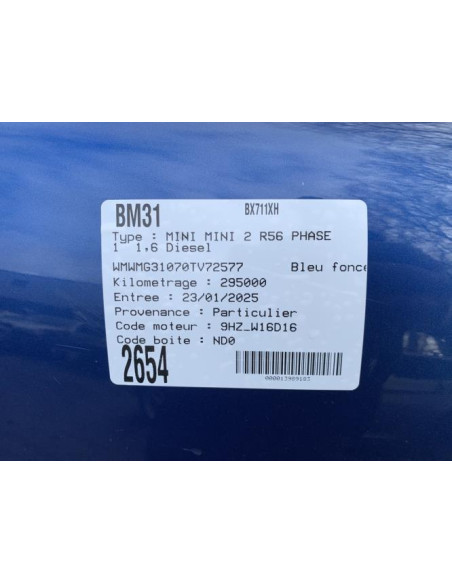 BM31 BX711XH
Type : MINI MINI 2 R56 PHASE
1 1,6 Diesel
WMWMG31070TV72577 Bleu fonce
Kilometrage : 295000
Entree : 23/01/2025
Provenance : Particulier
Code moteur : 9HZ_W16D16
Code boite : ND0
2654